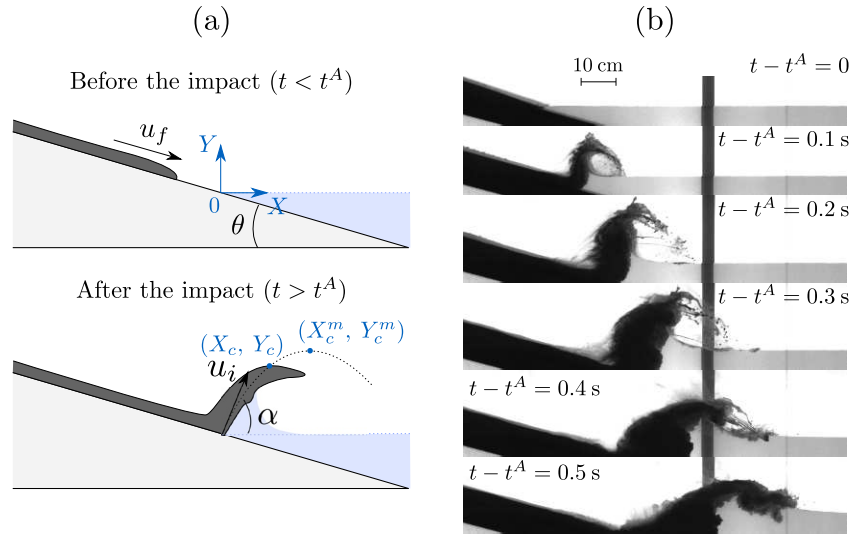 (a)
Before the impact (t < t^A)
u_f
Y
X
0
θ
After the impact (t > t^A)
(X_c, Y_c)
(X_c^m, Y_c^m)
u_i
α
(b)
10 cm
t − t^A = 0
t − t^A = 0.1 s
t − t^A = 0.2 s
t − t^A = 0.3 s
t − t^A = 0.4 s
t − t^A = 0.5 s